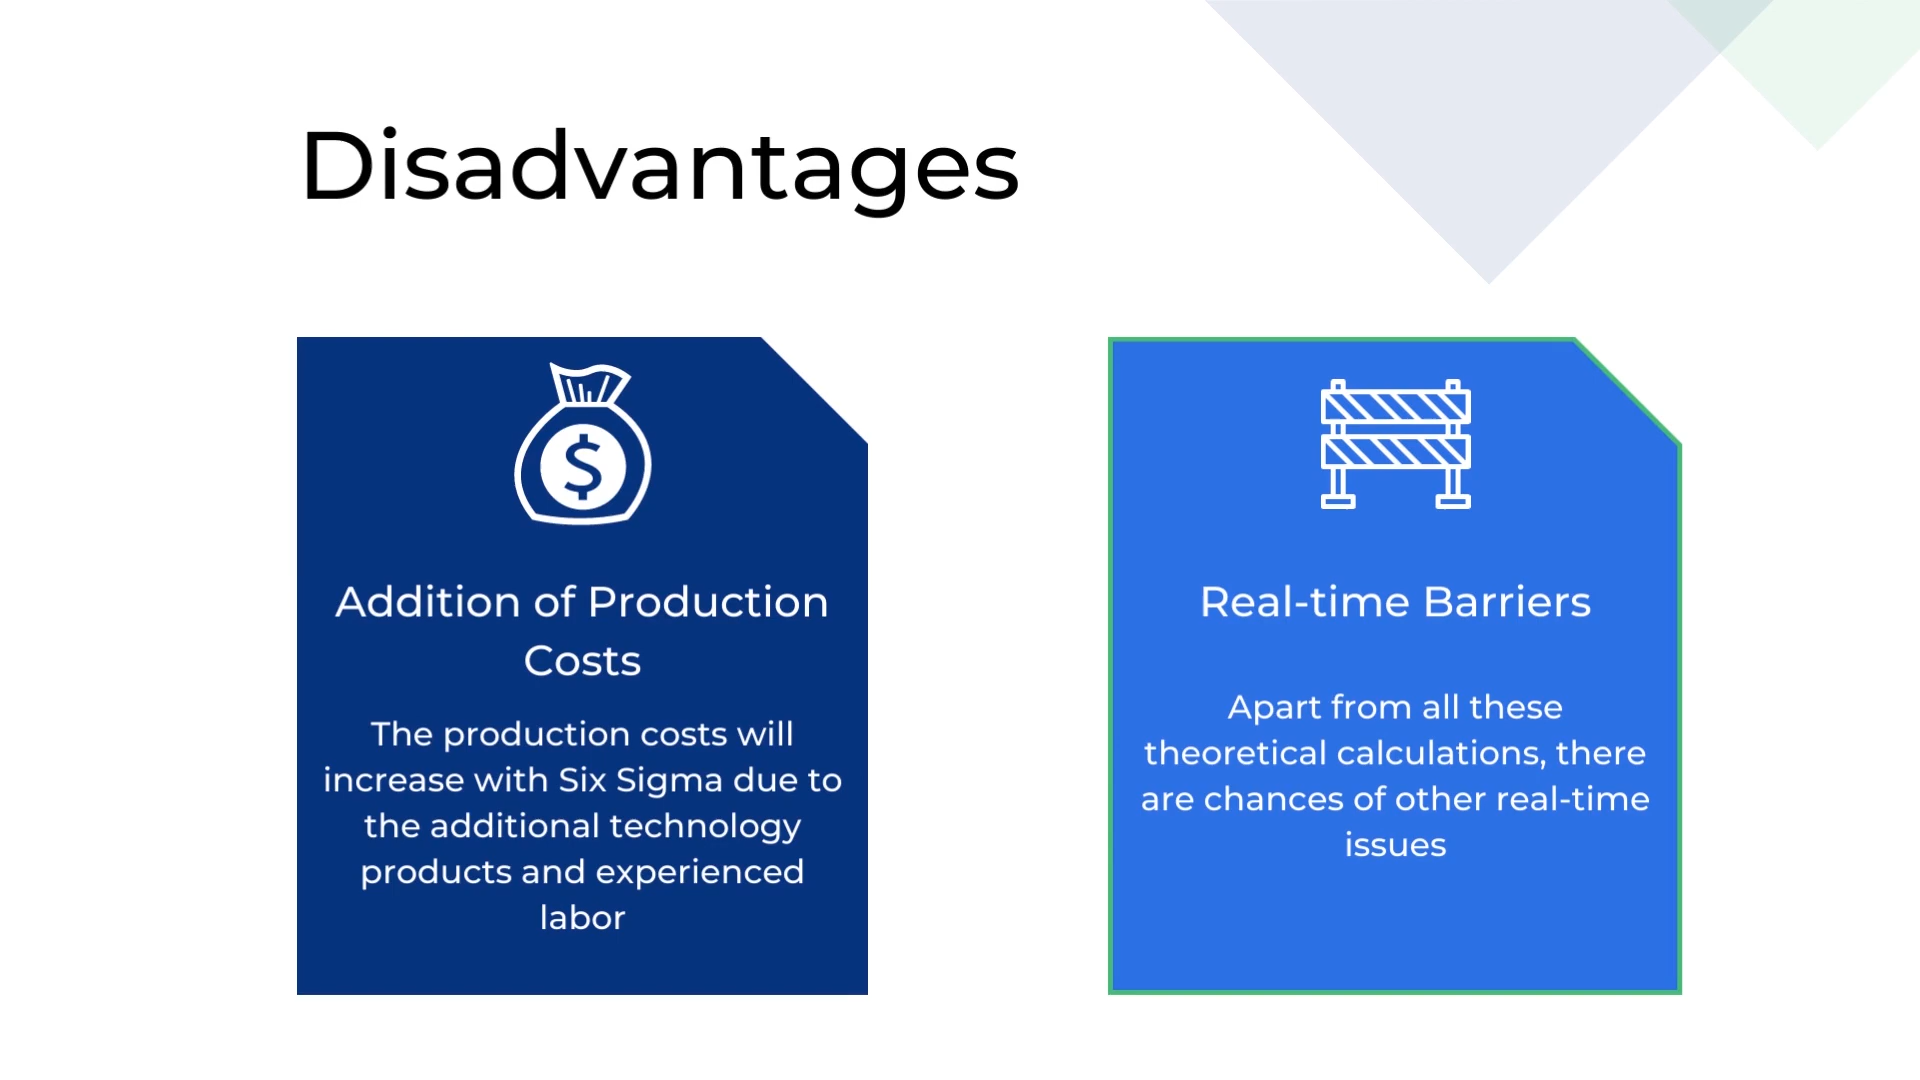 Disadvantages
$
Addition of Production
Costs
The production costs will
increase with Six Sigma due to
the additional technology
products and experienced
labor
Real-time Barriers
Apart from all these
theoretical calculations, there
are chances of other real-time
issues